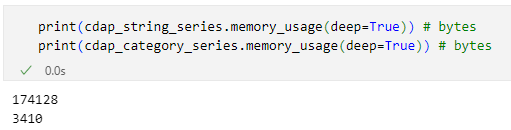 print(cdap_string_series.memory_usage(deep=True)) # bytes
print(cdap_category_series.memory_usage(deep=True)) # bytes
0.0s
174128
3410